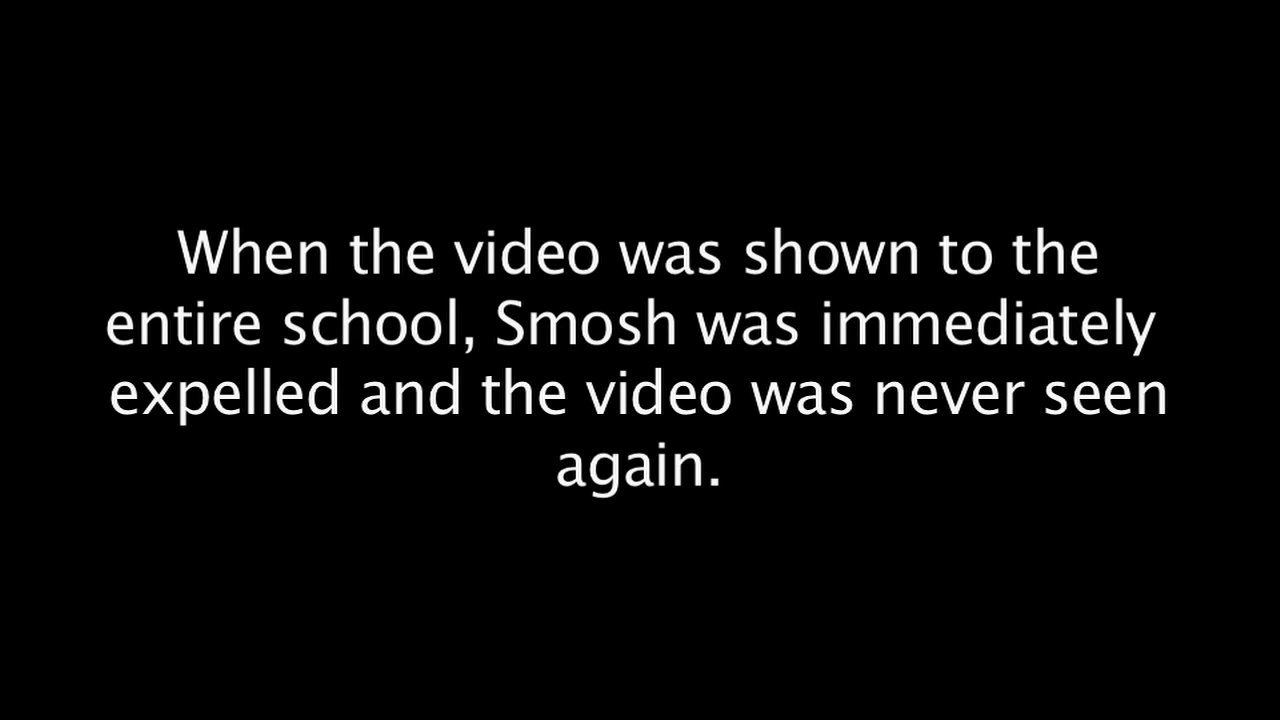 When the video was shown to the
entire school, Smosh was immediately
expelled and the video was never seen
again.